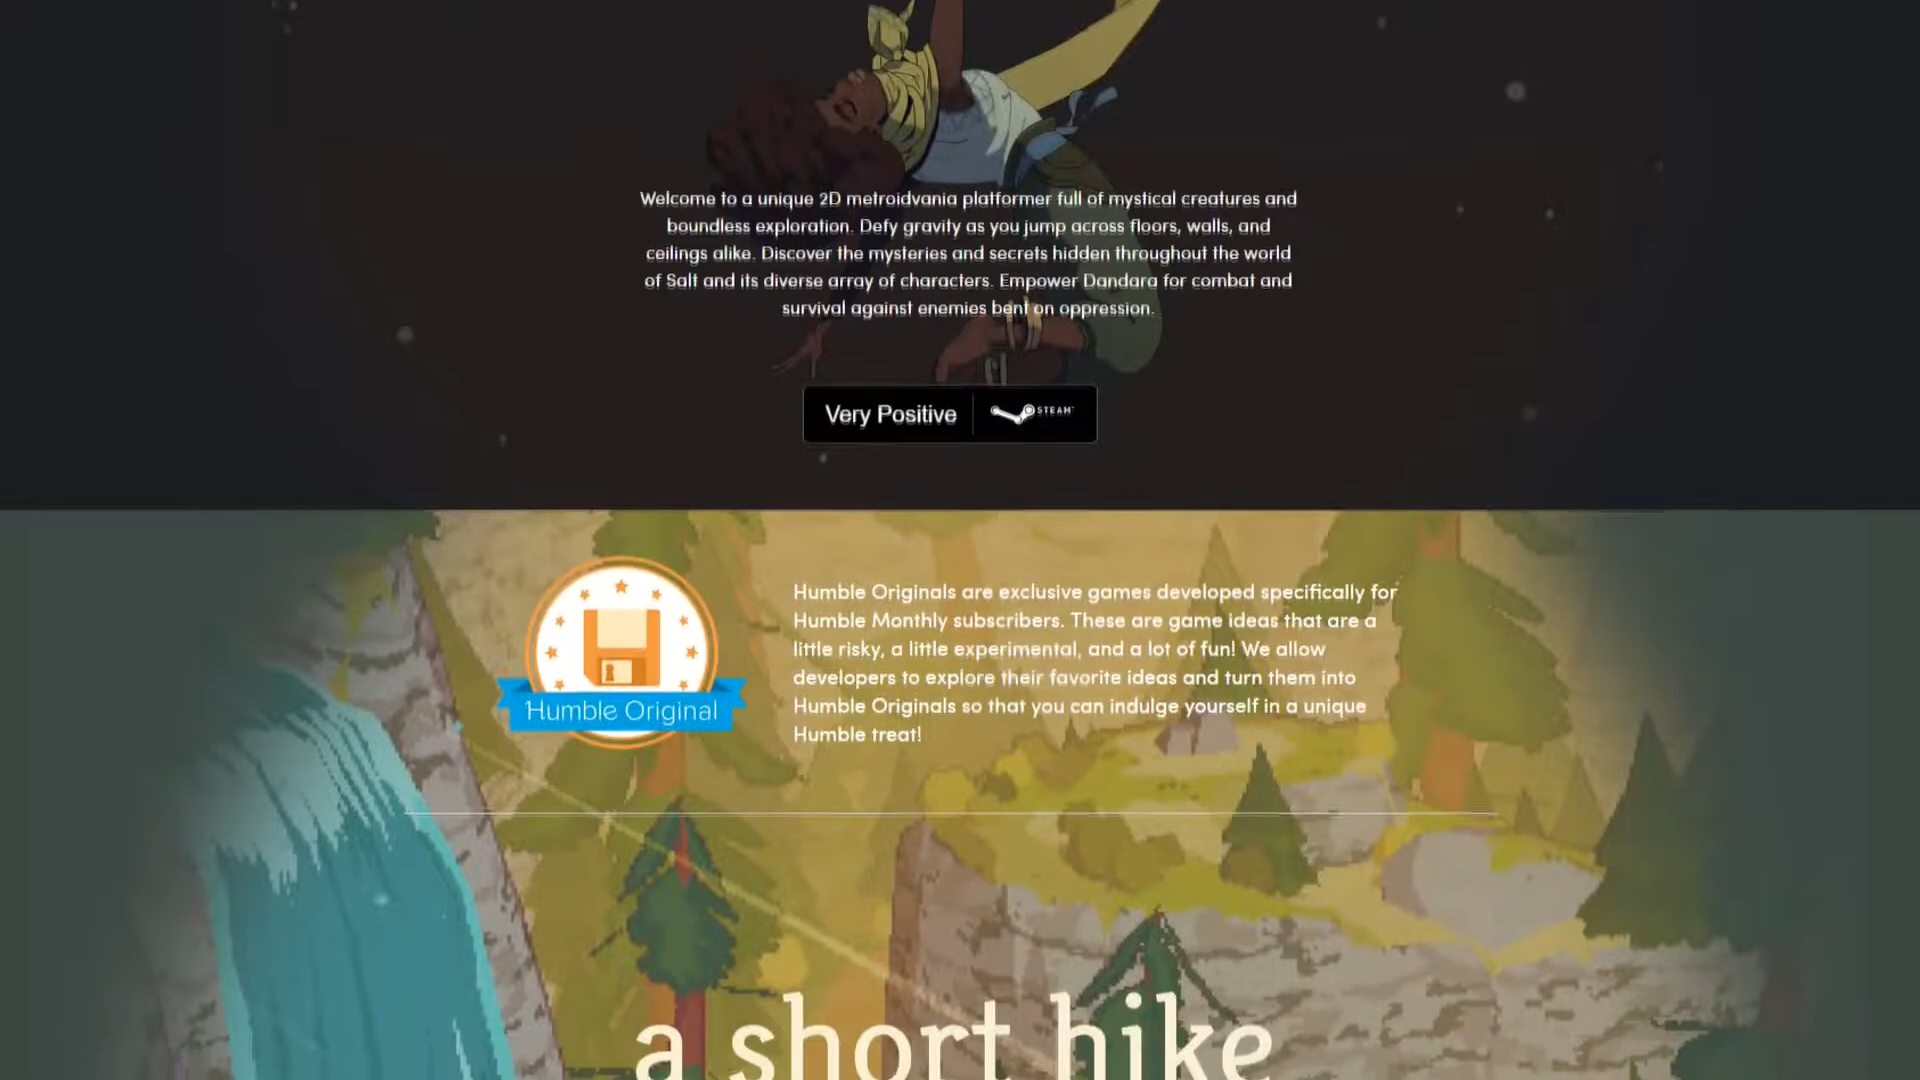 Welcome to a unique 2D metroidvania platformer full of mystical creatures and
boundless exploration. Defy gravity as you jump across floors, walls, and
ceilings alike. Discover the mysteries and secrets hidden throughout the world
of Salt and its diverse array of characters. Empower Dandara for combat and
survival against enemies bent on oppression.
Very Positive STEAM™
Humble Originals are exclusive games developed specifically for
Humble Monthly subscribers. These are game ideas that are a
little risky, a little experimental, and a lot of fun! We allow
developers to explore their favorite ideas and turn them into
Humble Originals so that you can indulge yourself in a unique
Humble treat!
Humble Original
a short hike